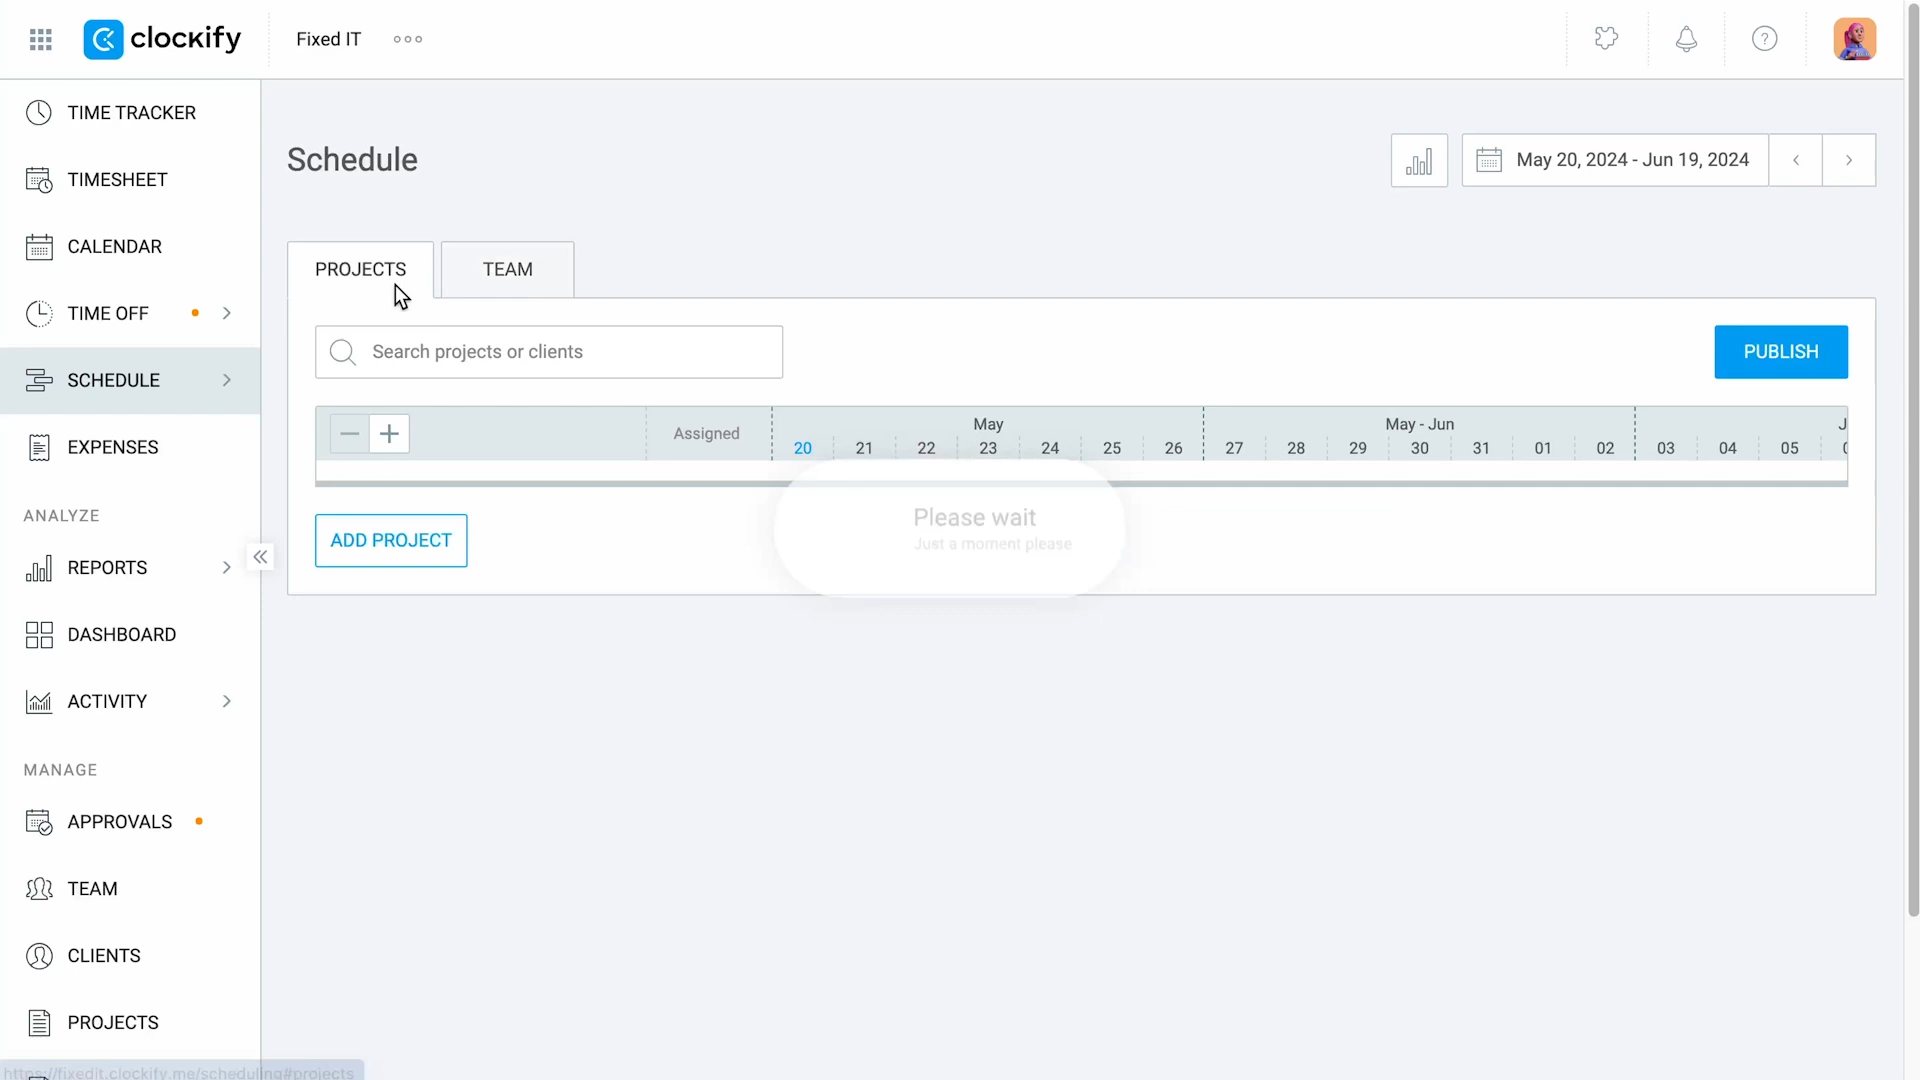 clockify
Fixed IT
TIME TRACKER
TIMESHEET
CALENDAR
TIME OFF
SCHEDULE
EXPENSES
ANALYZE
REPORTS
DASHBOARD
ACTIVITY
MANAGE
APPROVALS
TEAM
CLIENTS
PROJECTS
https://fixedit.clockify.me/scheduling#projects
Schedule
May 20, 2024 - Jun 19, 2024
PROJECTS
TEAM
Search projects or clients
PUBLISH
Assigned
May
May - Jun
20 21 22 23 24 25 26 27 28 29 30 31 01 02 03 04 05
Please wait
Just a moment please
ADD PROJECT